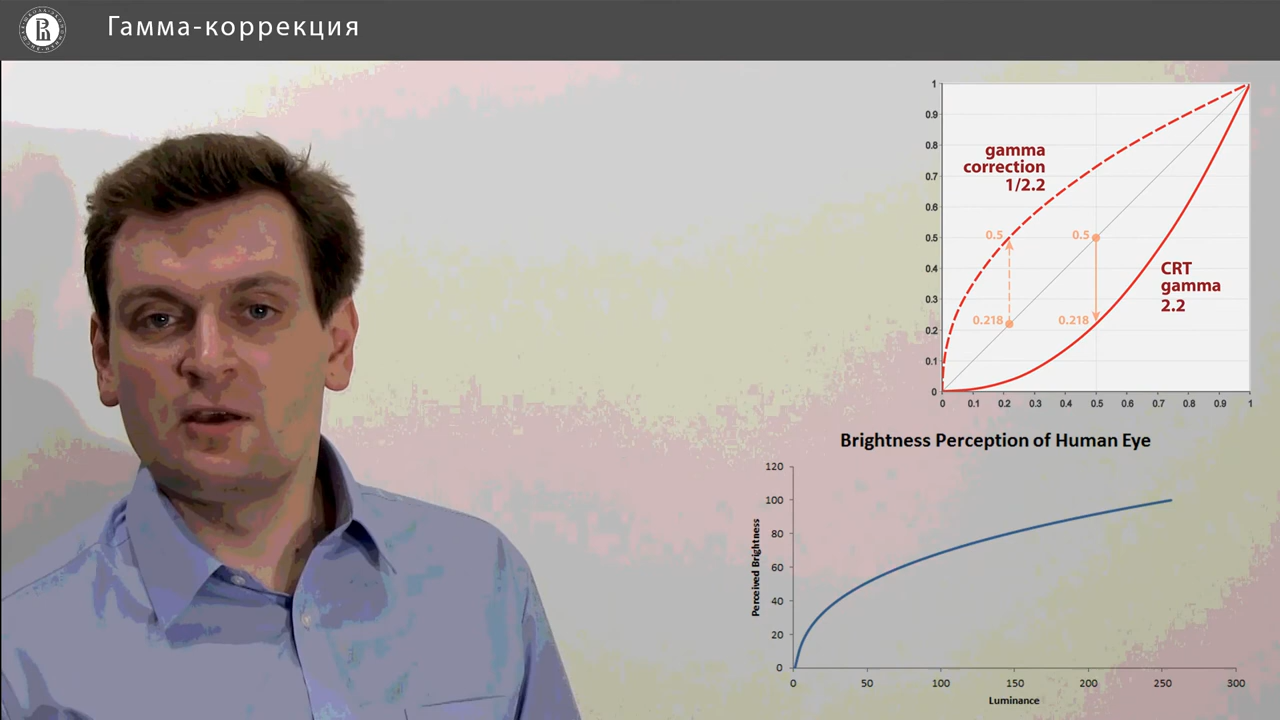 Гамма-коррекция
1
0.9
0.8
0.7
0.6
0.5
0.4
0.3
0.2
0.1
0
gamma
correction
1/2.2
0.5
0.5
0.218
0.218
CRT
gamma
2.2
0 0.1 0.2 0.3 0.4 0.5 0.6 0.7 0.8 0.9 1
Brightness Perception of Human Eye
120
100
80
60
40
20
0
Perceived Brightness
0 50 100 150 200 250 300
Luminance